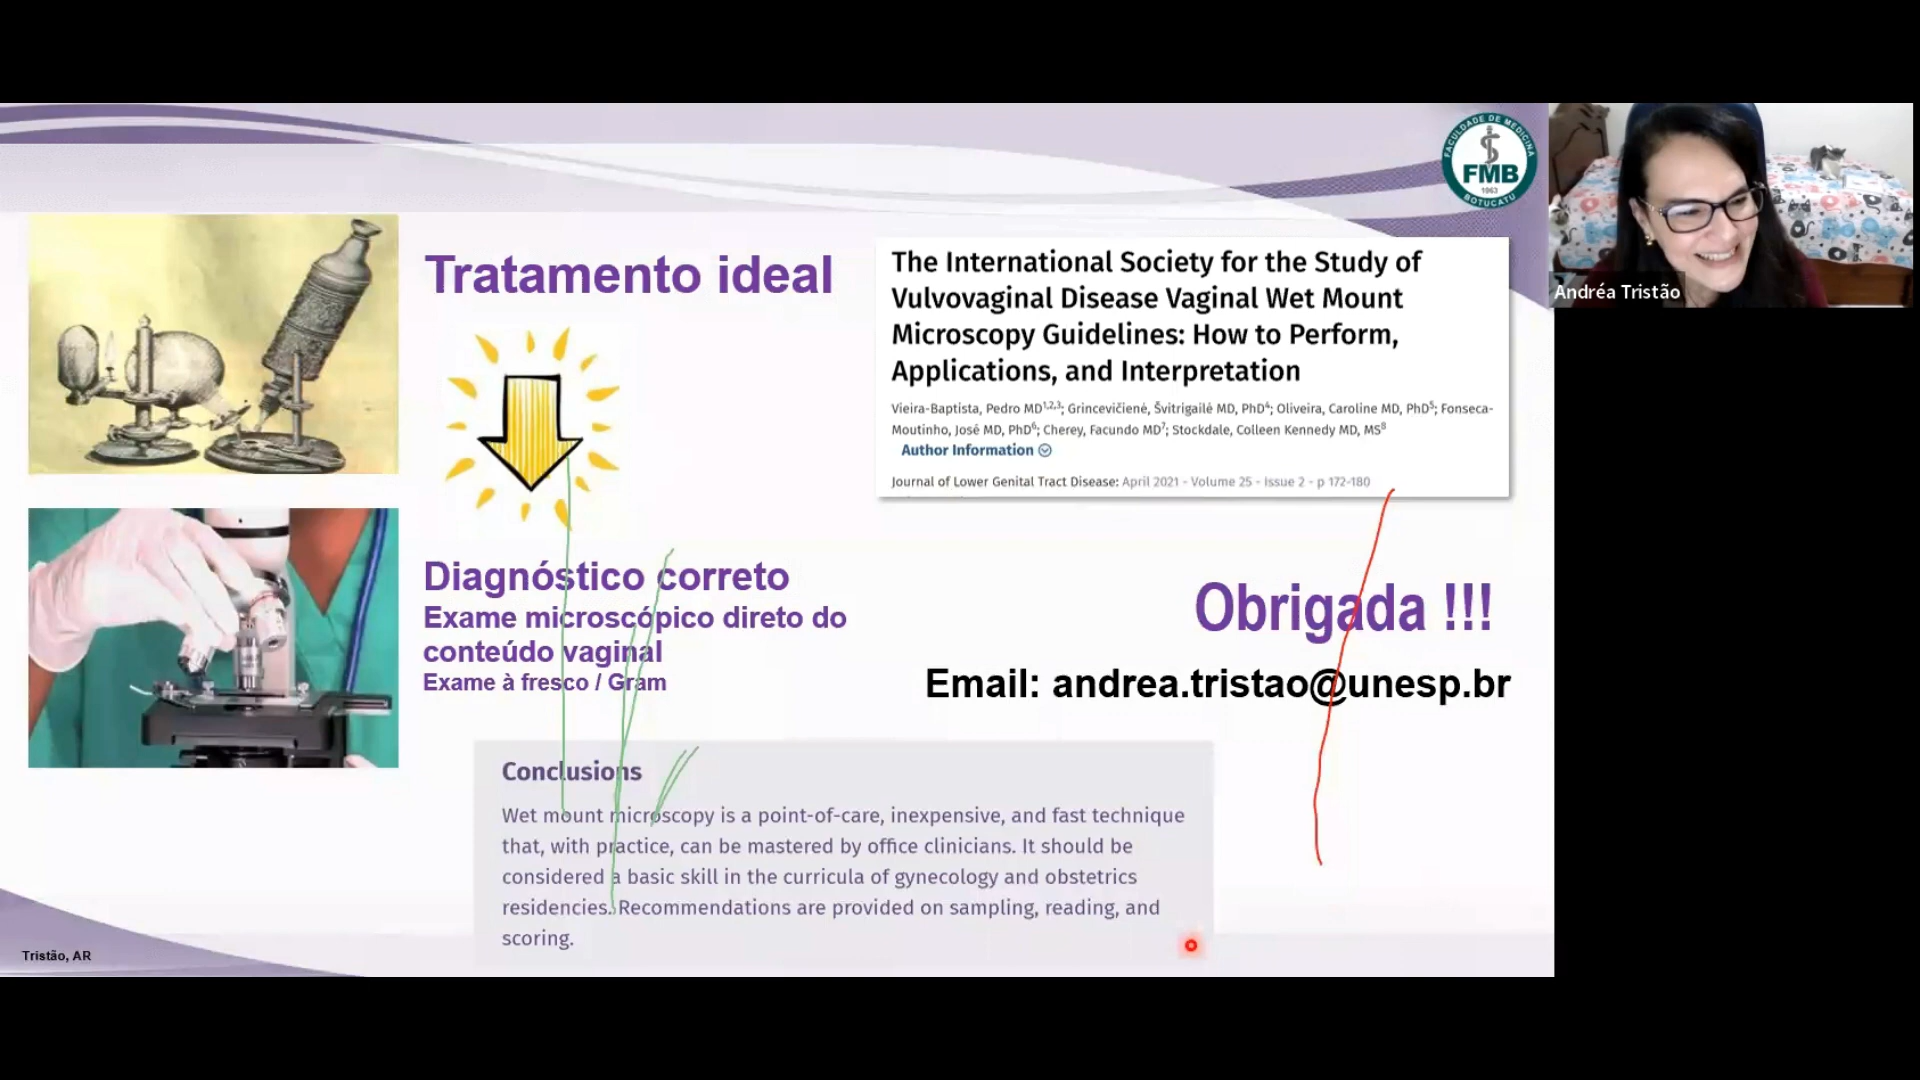 FACULDADE DE MEDICINA
FMB
1963
BOTUCATU
Tratamento ideal
The International Society for the Study of
Vulvovaginal Disease Vaginal Wet Mount
Microscopy Guidelines: How to Perform,
Applications, and Interpretation
Vieira-Baptista, Pedro MD1,2,3; Grincevičienė, Švitrigailė MD, PhD4; Oliveira, Caroline MD, PhD5; Fonseca-
Moutinho, José MD, PhD6; Cherey, Facundo MD7; Stockdale, Colleen Kennedy MD, MS8
Author Information
Journal of Lower Genital Tract Disease: April 2021 - Volume 25 - Issue 2 - p 172-180
Andréa Tristão
Diagnóstico correto
Exame microscópico direto do
conteúdo vaginal
Exame à fresco / Gram
Obrigada !!!
Email: andrea.tristao@unesp.br
Conclusions
Wet mount microscopy is a point-of-care, inexpensive, and fast technique
that, with practice, can be mastered by office clinicians. It should be
considered a basic skill in the curricula of gynecology and obstetrics
residencies. Recommendations are provided on sampling, reading, and
scoring.
Tristão, AR